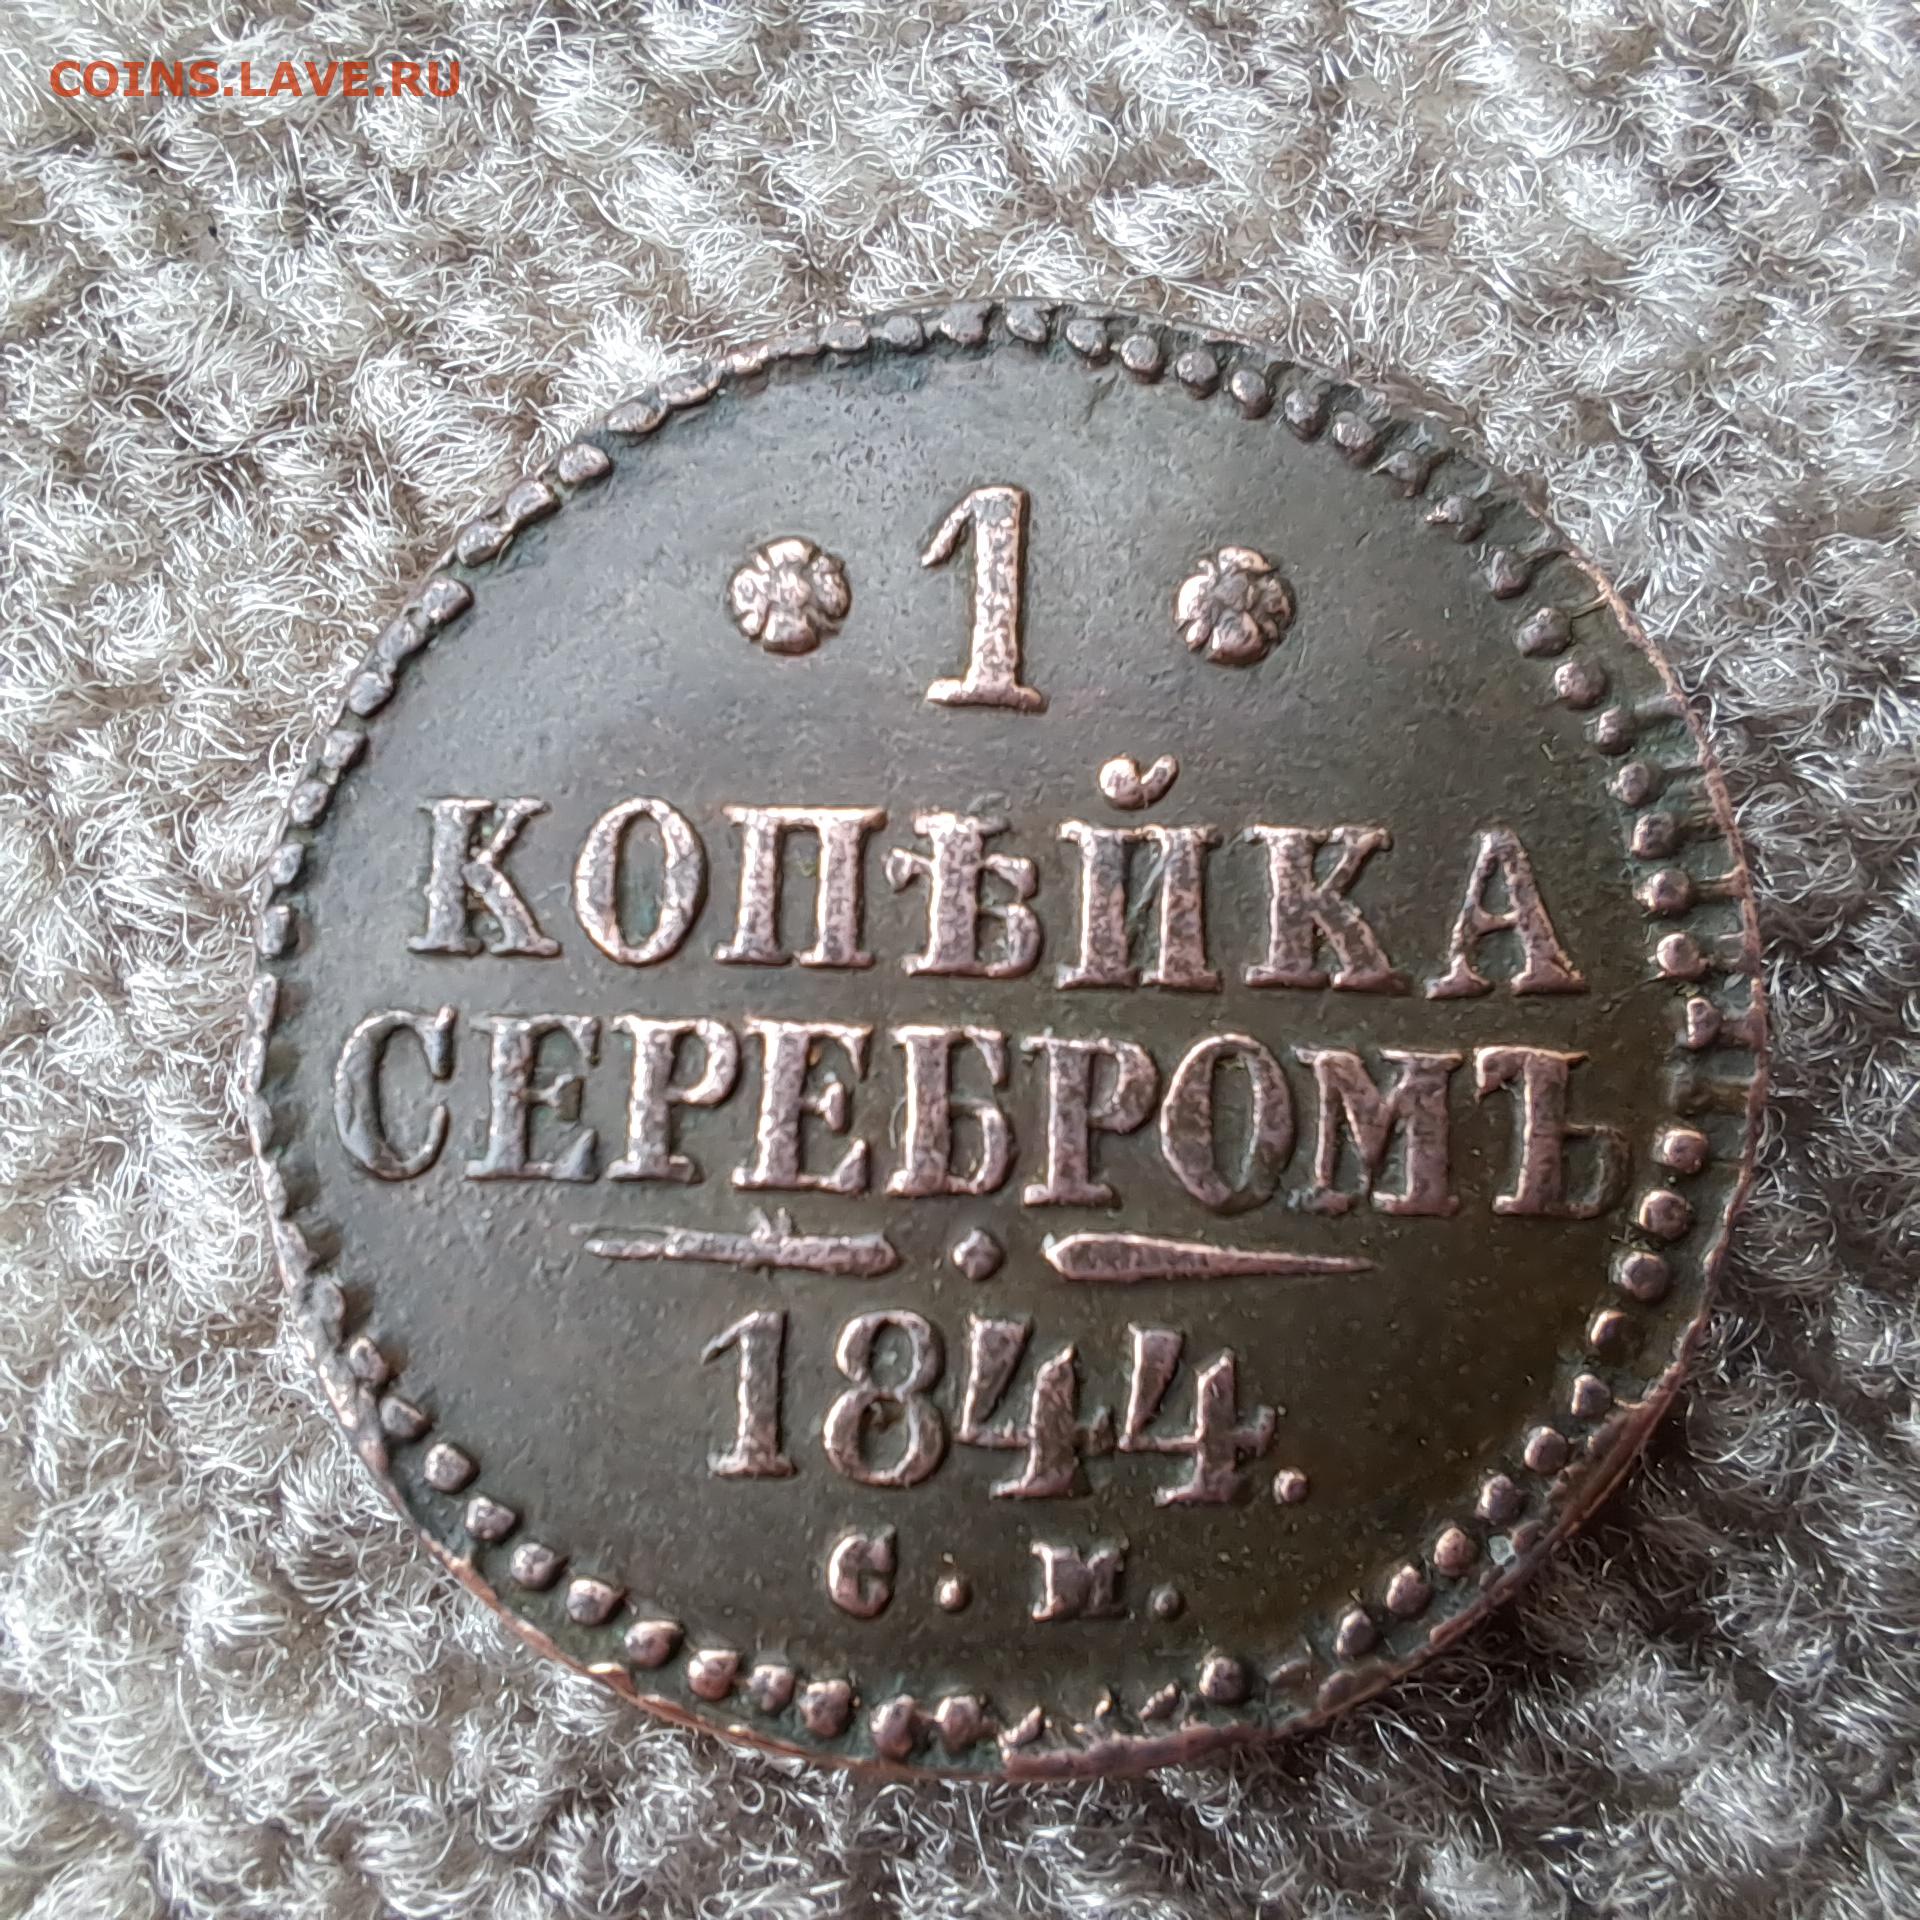 COINS.LAVE.RU
1
КОПѢЙКА
СЕРЕБРОМЪ
1844.
С. М.